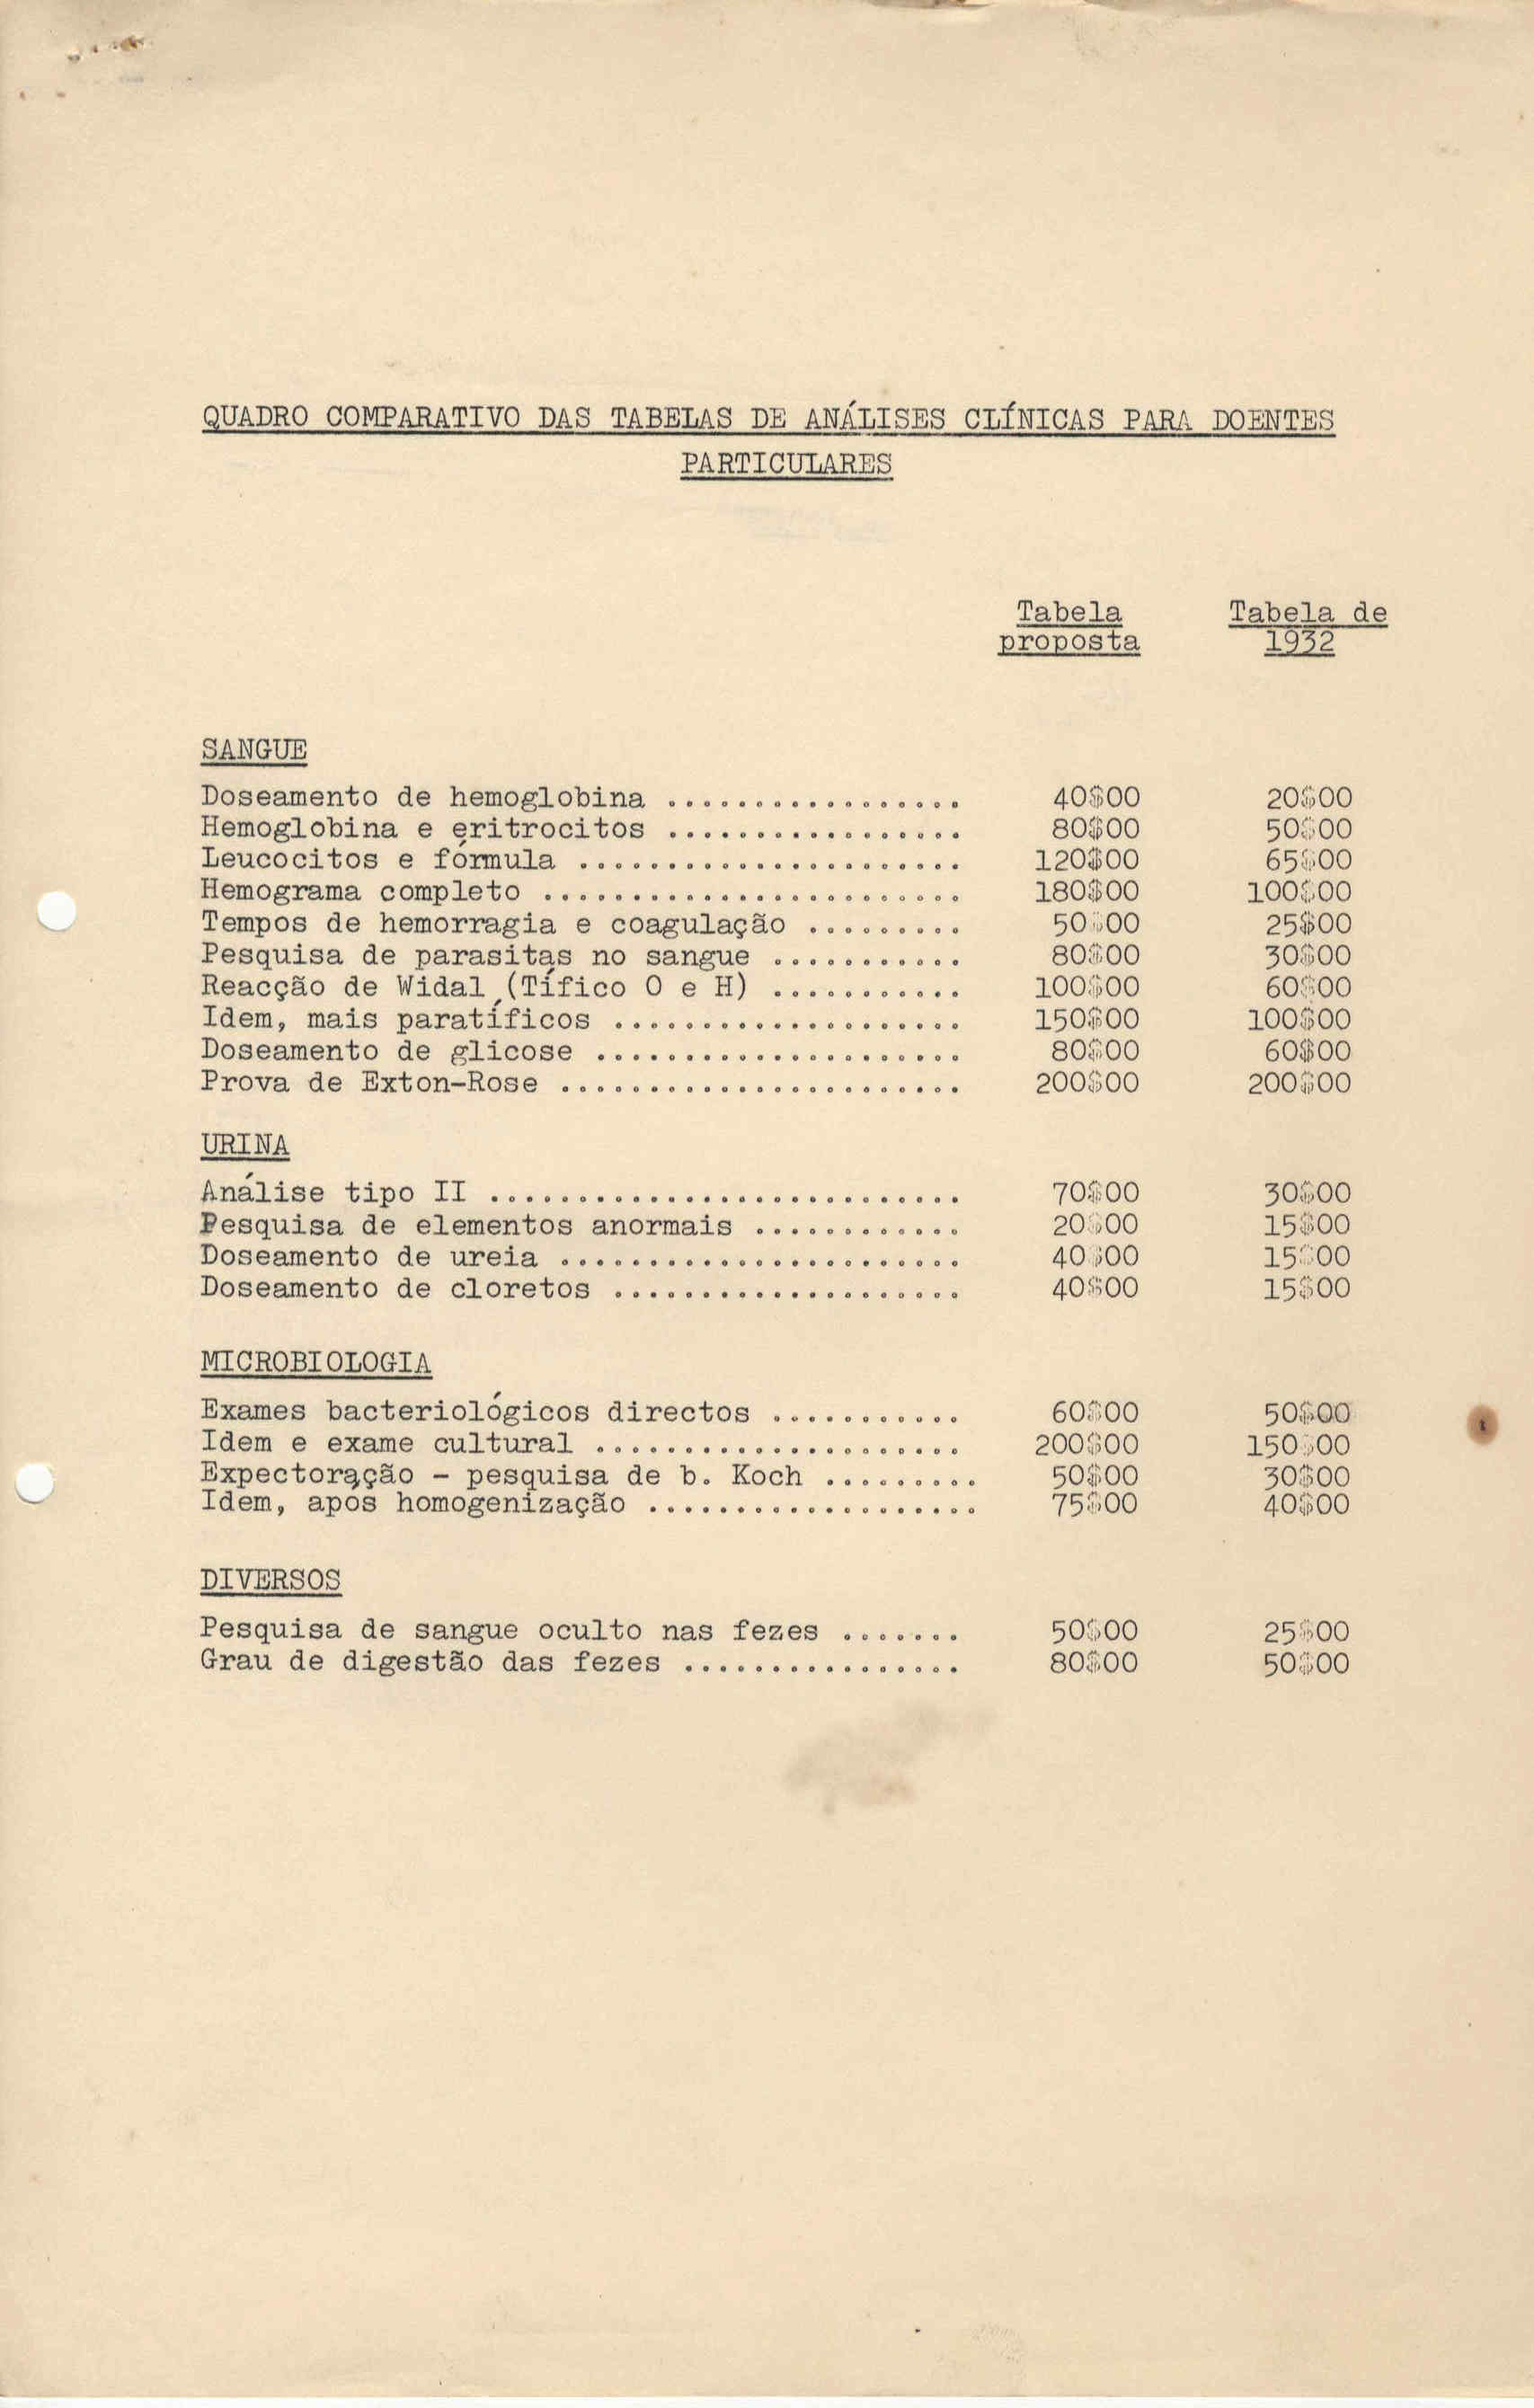 QUADRO COMPARATIVO DAS TABELAS DE ANÁLISES CLÍNICAS PARA DOENTES
PARTICULARES
Tabela proposta Tabela de 1932
SANGUE
Doseamento de hemoglobina ................. 40$00 20$00
Hemoglobina e eritrocitos ................. 80$00 50$00
Leucocitos e fórmula ...................... 120$00 65$00
Hemograma completo ........................ 180$00 100$00
Tempos de hemorragia e coagulação ......... 50$00 25$00
Pesquisa de parasitas no sangue ........... 80$00 30$00
Reacção de Widal (Tífico O e H) ........... 100$00 60$00
Idem, mais paratíficos .................... 150$00 100$00
Doseamento de glicose ..................... 80$00 60$00
Prova de Exton-Rose ....................... 200$00 200$00
URINA
Análise tipo II ........................... 70$00 30$00
Pesquisa de elementos anormais ............ 20$00 15$00
Doseamento de ureia ....................... 40$00 15$00
Doseamento de cloretos .................... 40$00 15$00
MICROBIOLOGIA
Exames bacteriológicos directos ........... 60$00 50$00
Idem e exame cultural ..................... 200$00 150$00
Expectoração - pesquisa de b. Koch ......... 50$00 30$00
Idem, após homogenização ................... 75$00 40$00
DIVERSOS
Pesquisa de sangue oculto nas fezes ....... 50$00 25$00
Grau de digestão das fezes ................ 80$00 50$00